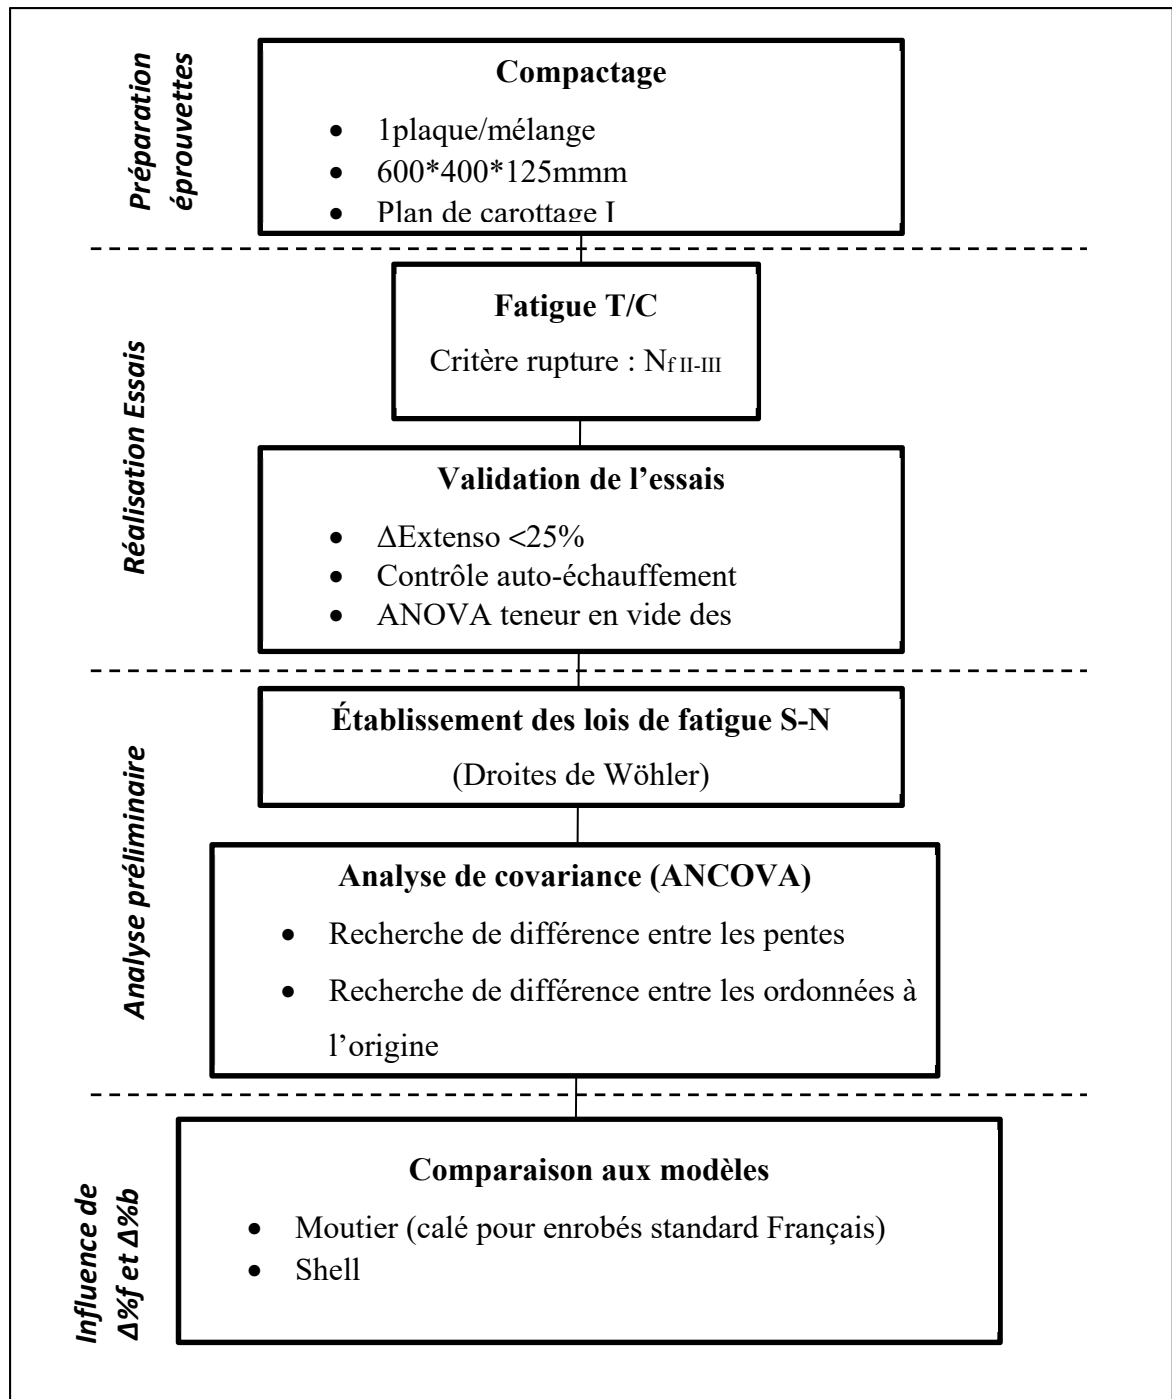 Préparation
éprouvettes
Compactage
• 1plaque/mélange
• 600*400*125mmm
• Plan de carottage I
Réalisation Essais
Fatigue T/C
Critère rupture : Nf II-III
Validation de l’essais
• ΔExtenso <25%
• Contrôle auto-échauffement
• ANOVA teneur en vide des
Analyse préliminaire
Établissement des lois de fatigue S-N
(Droites de Wöhler)
Analyse de covariance (ANCOVA)
• Recherche de différence entre les pentes
• Recherche de différence entre les ordonnées à
l’origine
Influence de
Δ%f et Δ%b
Comparaison aux modèles
• Moutier (calé pour enrobés standard Français)
• Shell